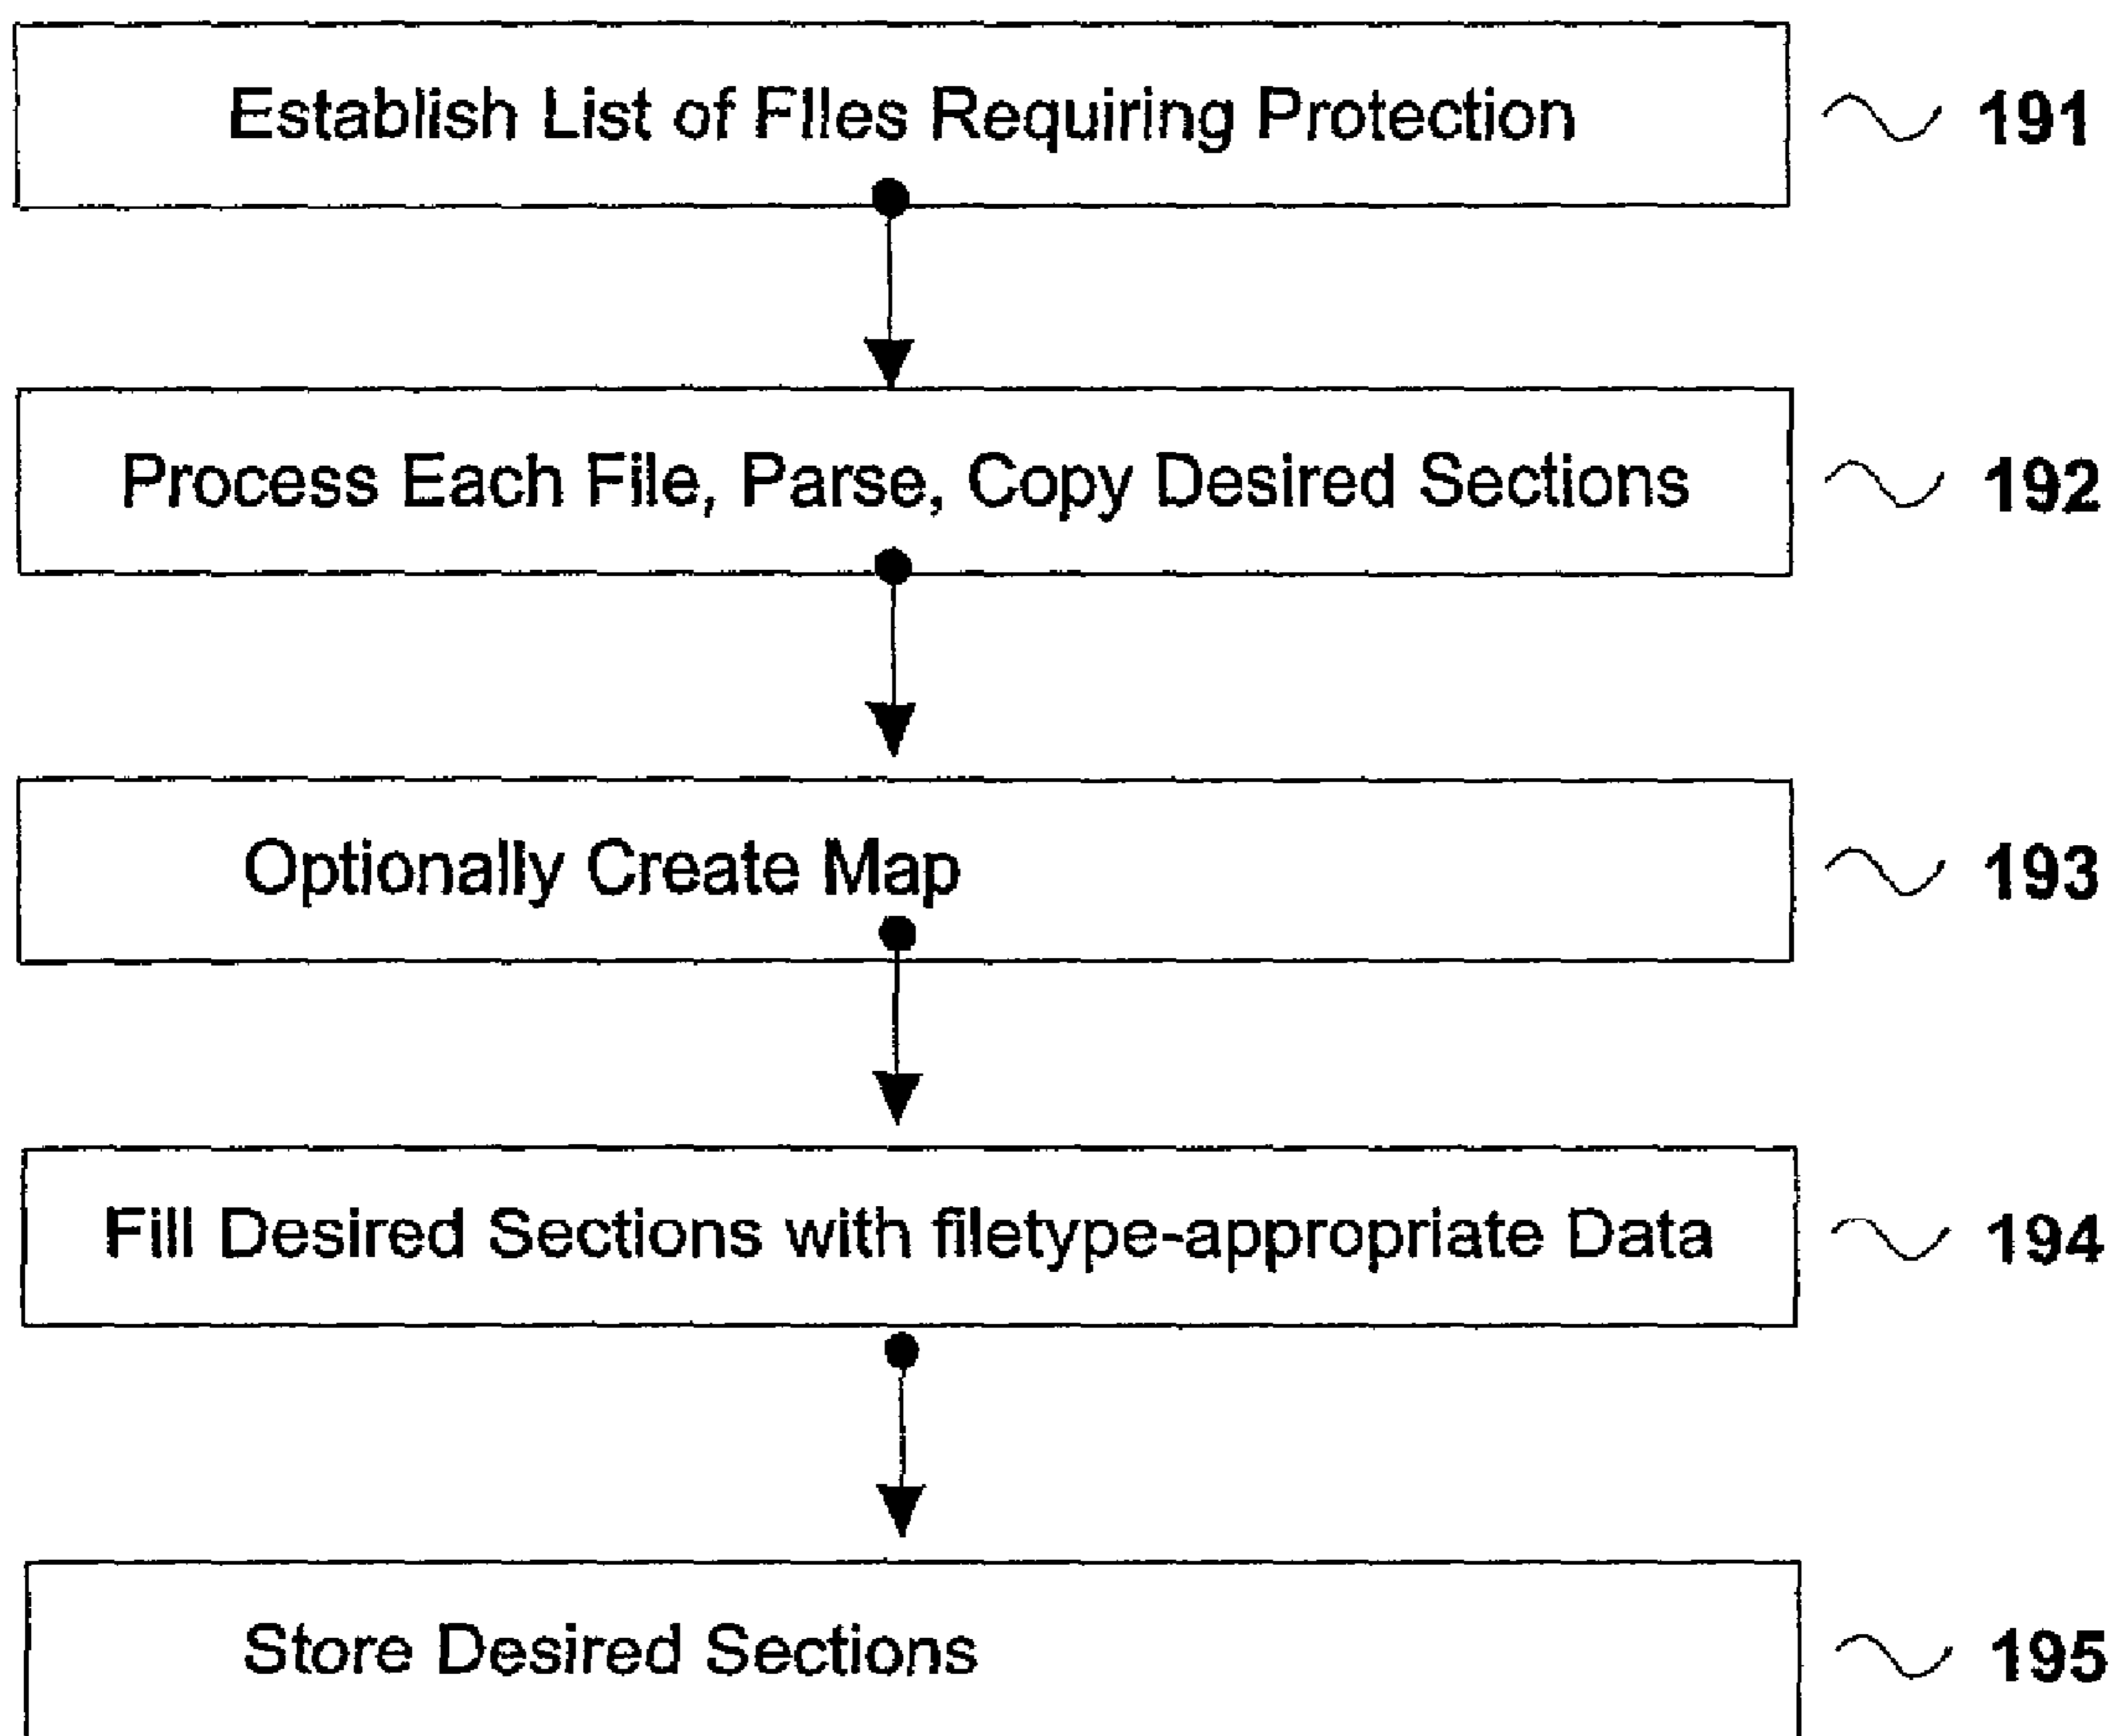 Establish List of Files Requiring Protection 191
Process Each File, Parse, Copy Desired Sections 192
Optionally Create Map 193
Fill Desired Sections with filetype-appropriate Data 194
Store Desired Sections 195